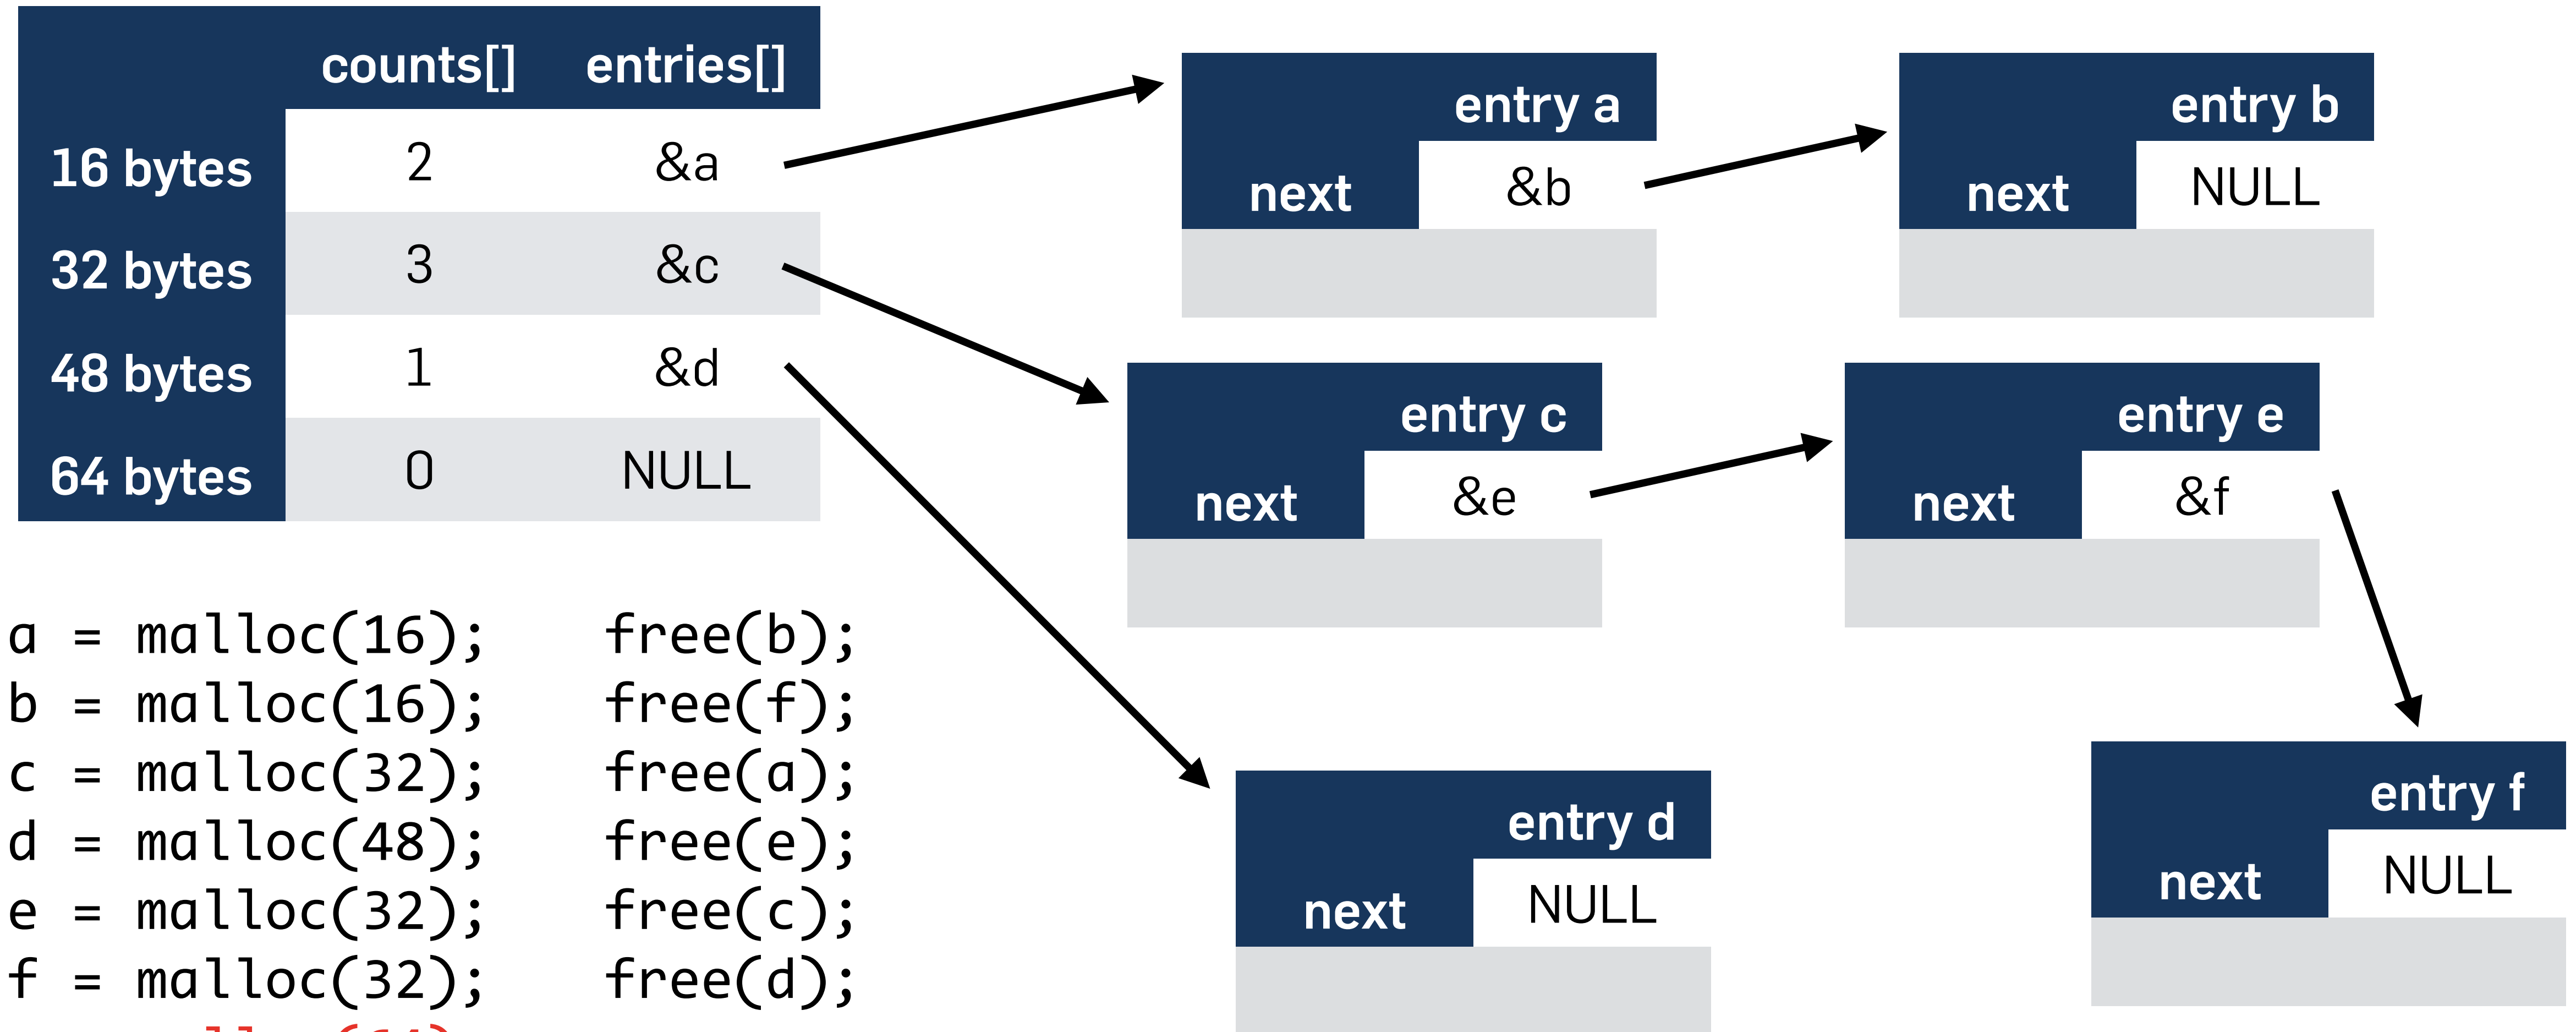 counts[] entries[]
16 bytes 2 &a
32 bytes 3 &c
48 bytes 1 &d
64 bytes 0 NULL
entry a
next &b
entry b
next NULL
entry c
next &e
entry e
next &f
entry d
next NULL
entry f
next NULL
a = malloc(16); free(b);
b = malloc(16); free(f);
c = malloc(32); free(a);
d = malloc(48); free(e);
e = malloc(32); free(c);
f = malloc(32); free(d);